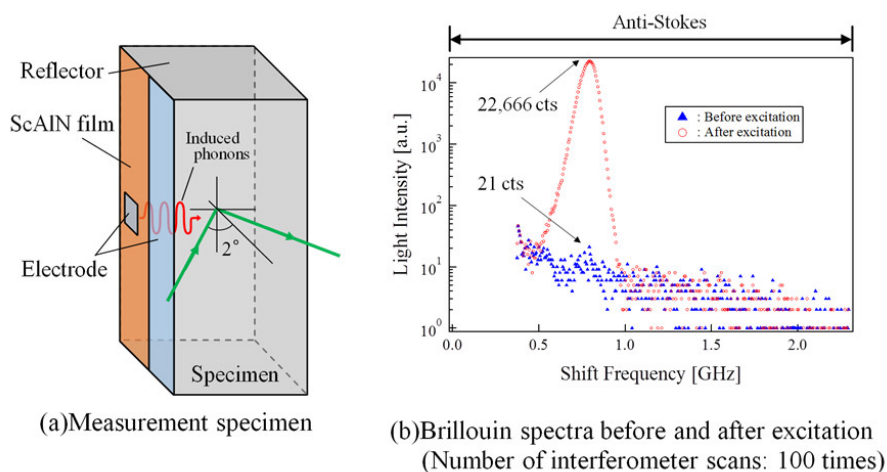 Reflector
ScAlN film
Induced
phonons
2°
Electrode
Specimen
(a)Measurement specimen
Anti-Stokes
10⁴
22,666 cts
▲ : Before excitation
○ : After excitation
10³
21 cts
10²
10¹
10⁰
Light Intensity [a.u.]
0.0 0.5 1.0 1.5 2.0
Shift Frequency [GHz]
(b)Brillouin spectra before and after excitation
(Number of interferometer scans: 100 times)